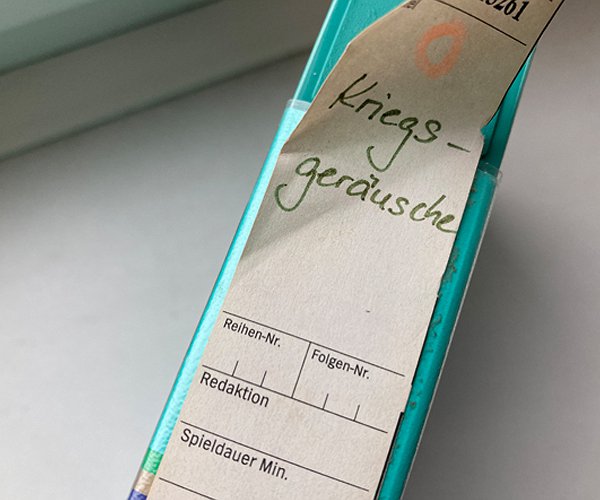 Kriegs-
geräusche
Reihen-Nr.
Folgen-Nr.
Redaktion
Spieldauer Min.